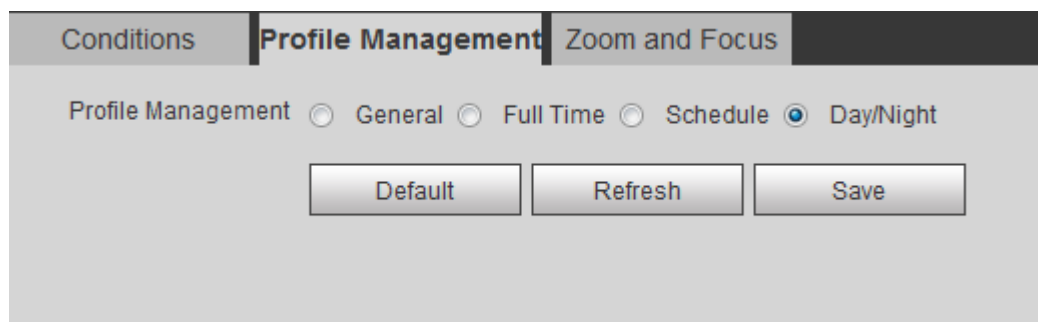 Conditions Profile Management Zoom and Focus
Profile Management General Full Time Schedule Day/Night
Default Refresh Save